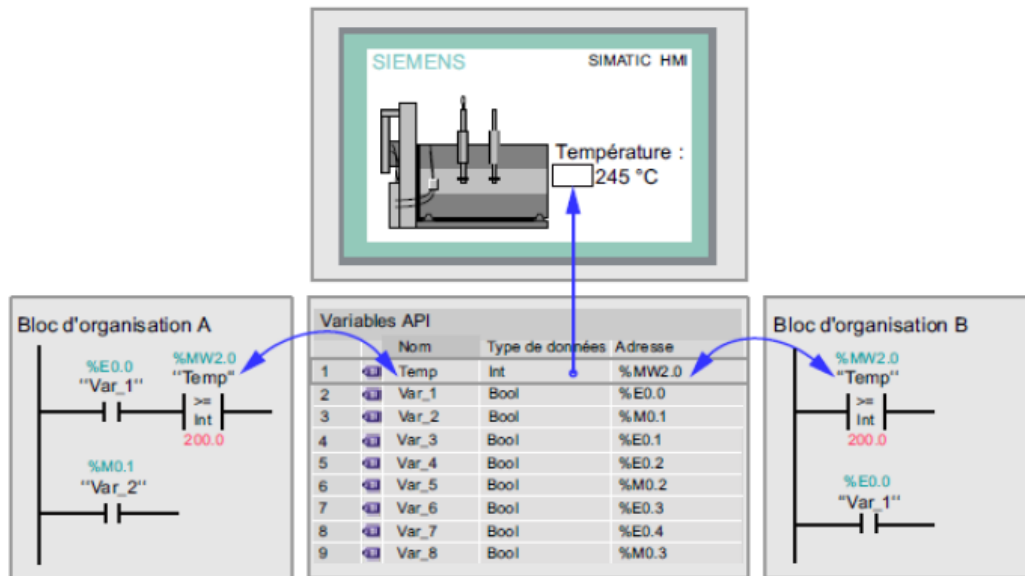 SIEMENS SIMATIC HMI
Température :
245 °C
Bloc d'organisation A
%E0.0 %MW2.0
"Var_1" "Temp"
>=
Int
200.0
%M0.1
"Var_2"
Variables API
Nom Type de données Adresse
1 Temp Int %MW2.0
2 Var_1 Bool %E0.0
3 Var_2 Bool %M0.1
4 Var_3 Bool %E0.1
5 Var_4 Bool %E0.2
6 Var_5 Bool %M0.2
7 Var_6 Bool %E0.3
8 Var_7 Bool %E0.4
9 Var_8 Bool %M0.3
Bloc d'organisation B
%MW2.0
"Temp"
>=
Int
200.0
%E0.0
"Var_1"